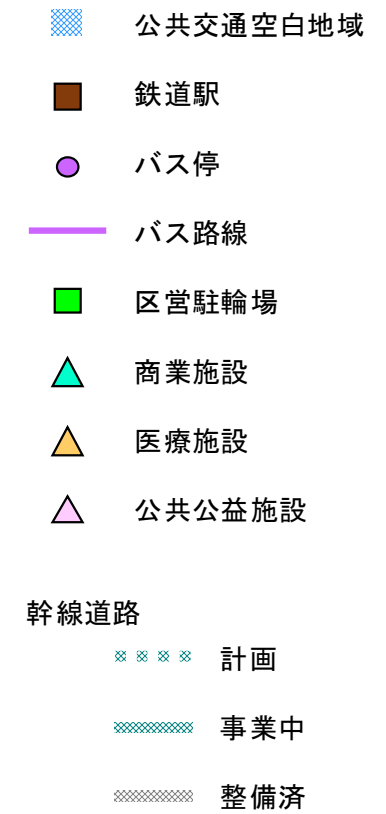 公共交通空白地域
鉄道駅
バス停
バス路線
区営駐輪場
商業施設
医療施設
公共公益施設
幹線道路
計画
事業中
整備済